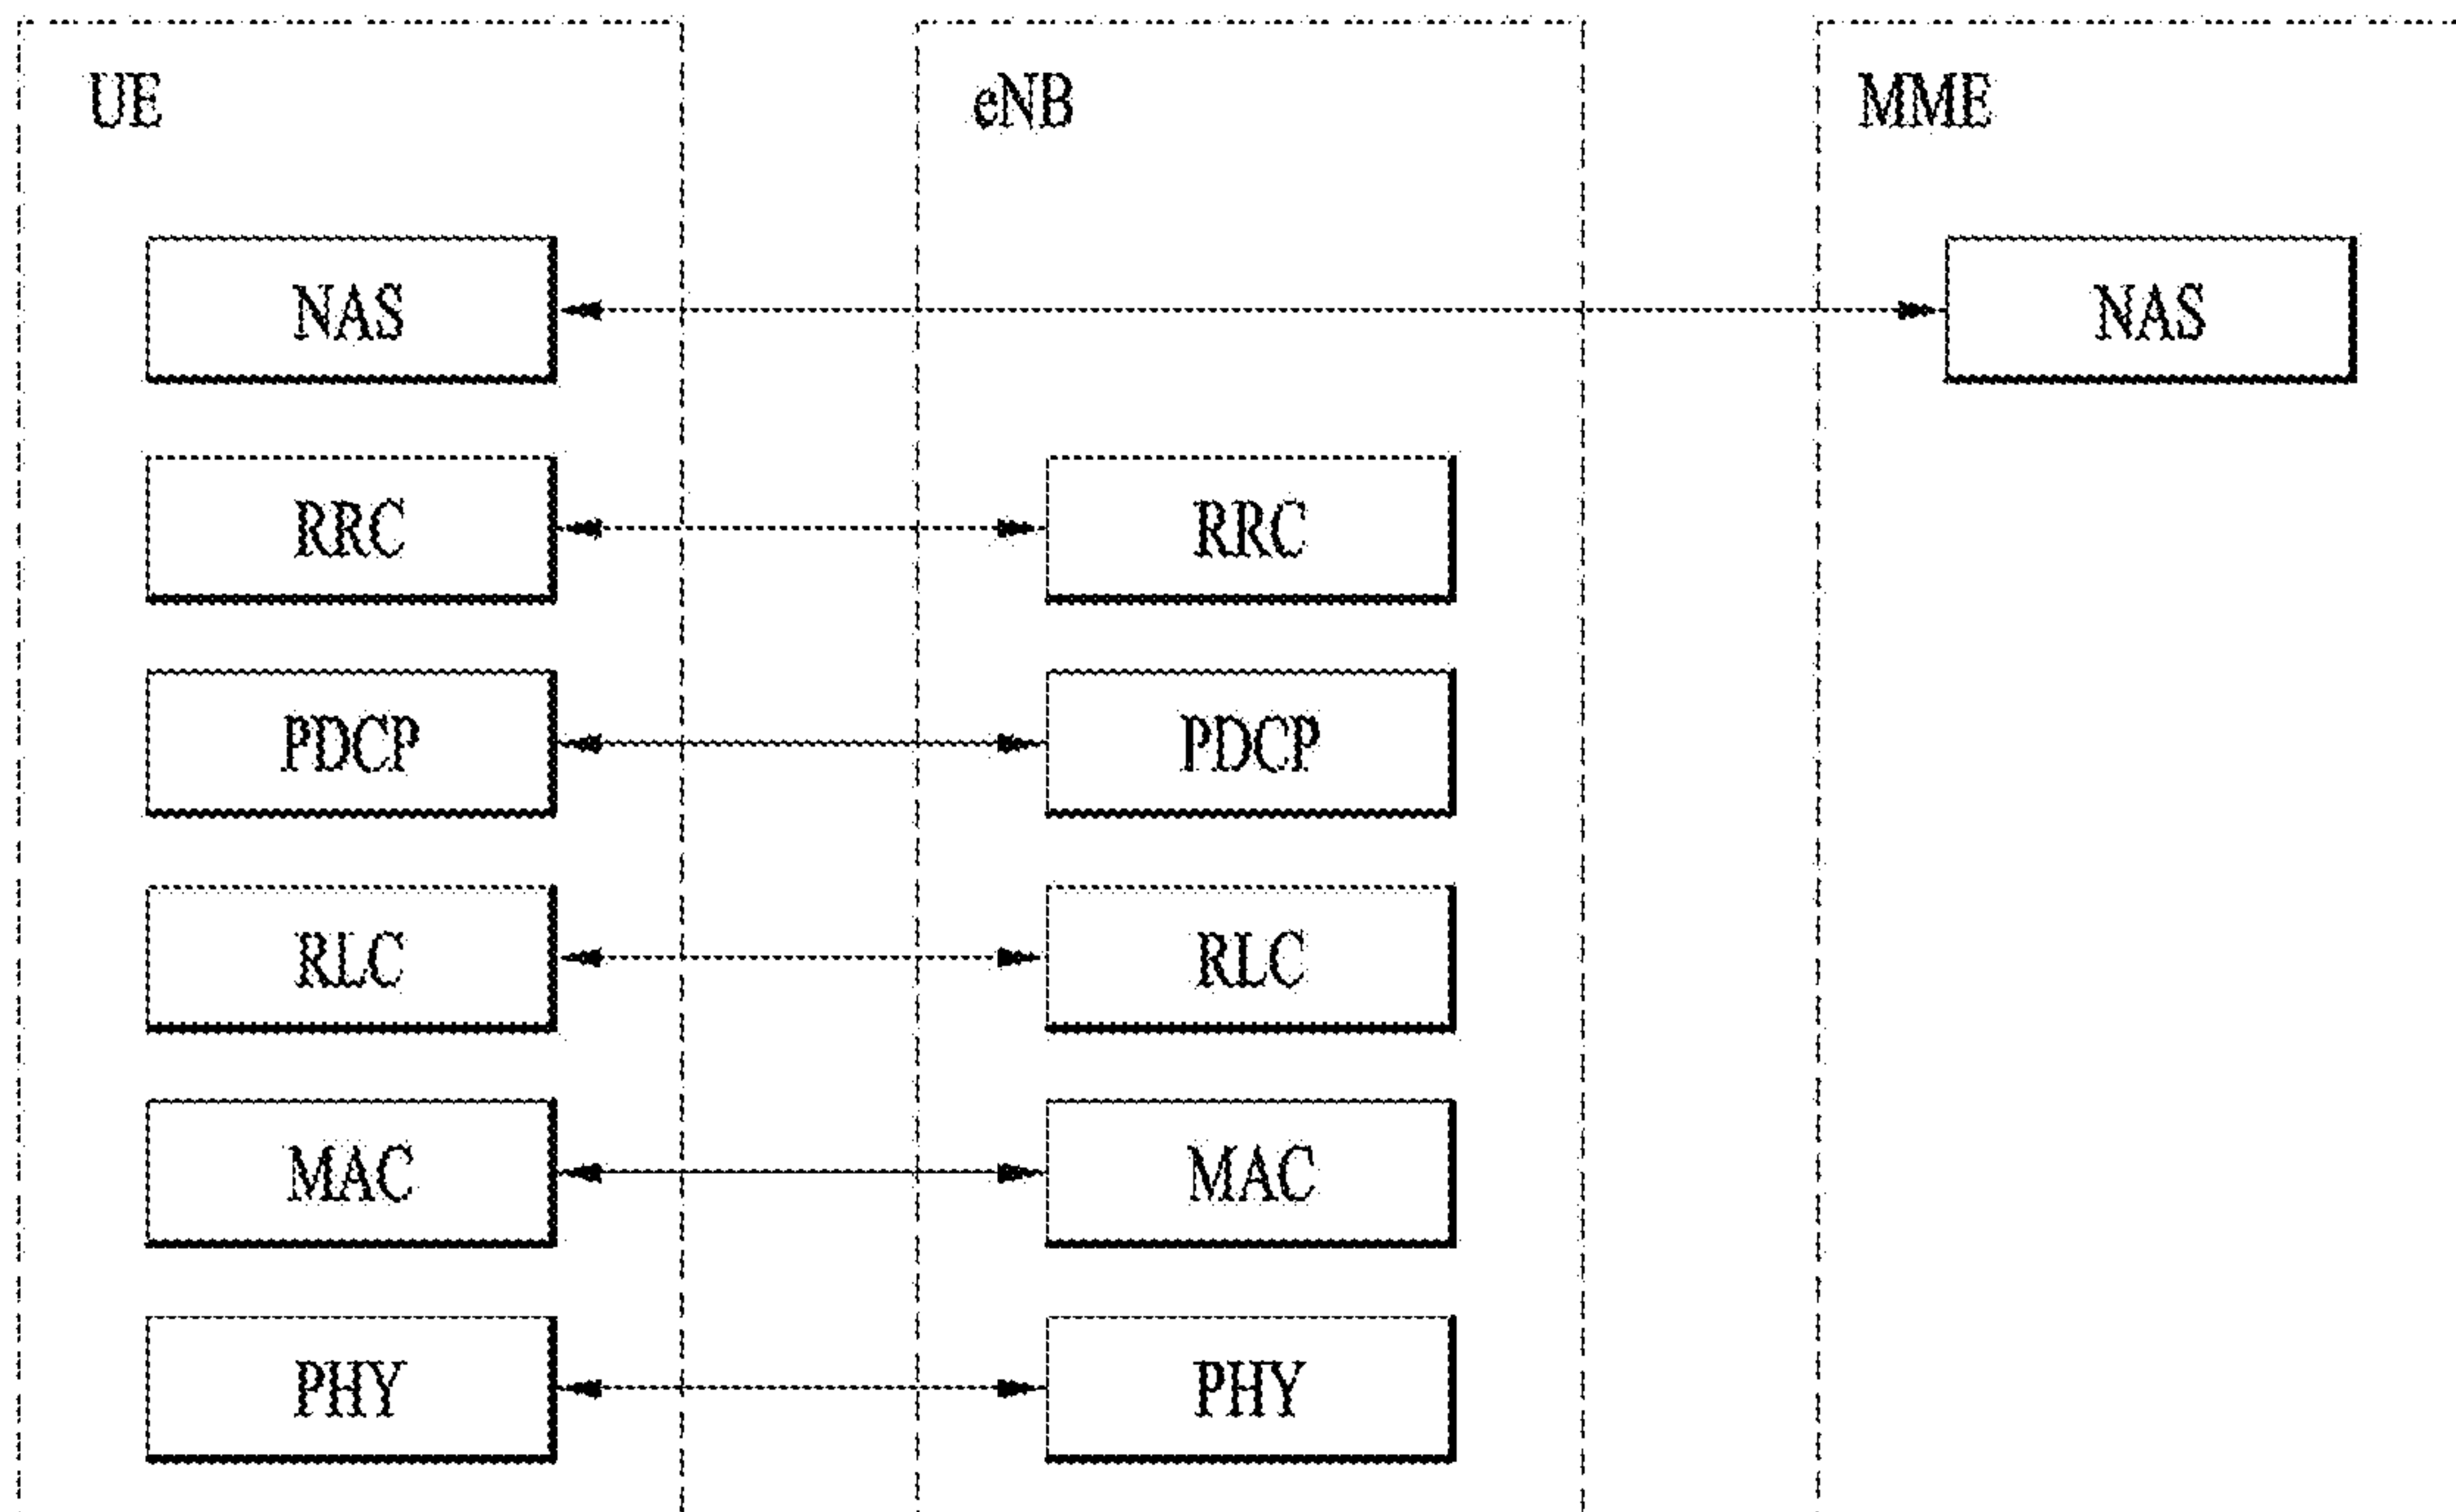 UE eNB MME
NAS NAS
RRC RRC
PDCP PDCP
RLC RLC
MAC MAC
PHY PHY